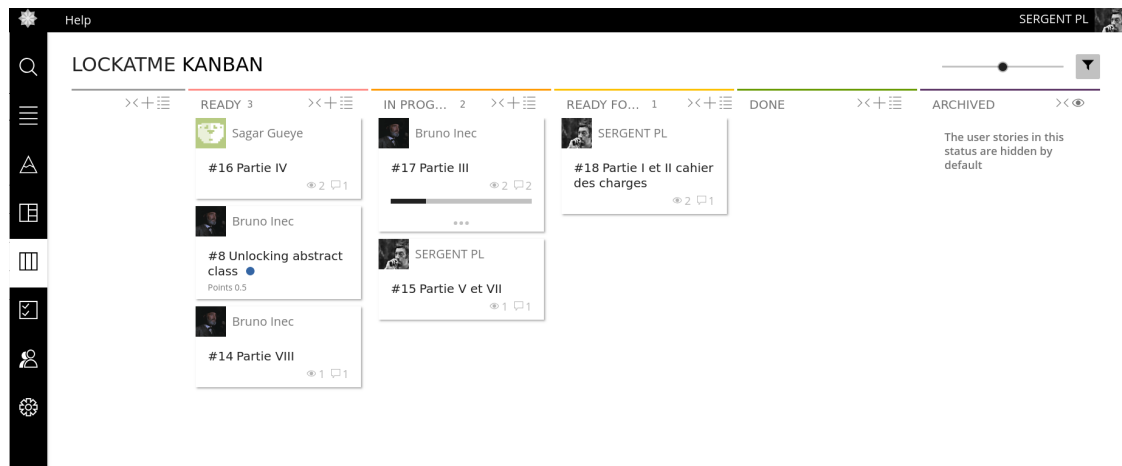 Help
SERGENT PL
LOCKATME KANBAN
READY 3
Sagar Gueye
#16 Partie IV
2 1
Bruno Inec
#8 Unlocking abstract
class
Points 0.5
Bruno Inec
#14 Partie VIII
1 1
IN PROG... 2
Bruno Inec
#17 Partie III
2 2
SERGENT PL
#15 Partie V et VII
1 1
READY FO... 1
SERGENT PL
#18 Partie I et II cahier
des charges
2 1
DONE
ARCHIVED
The user stories in this
status are hidden by
default